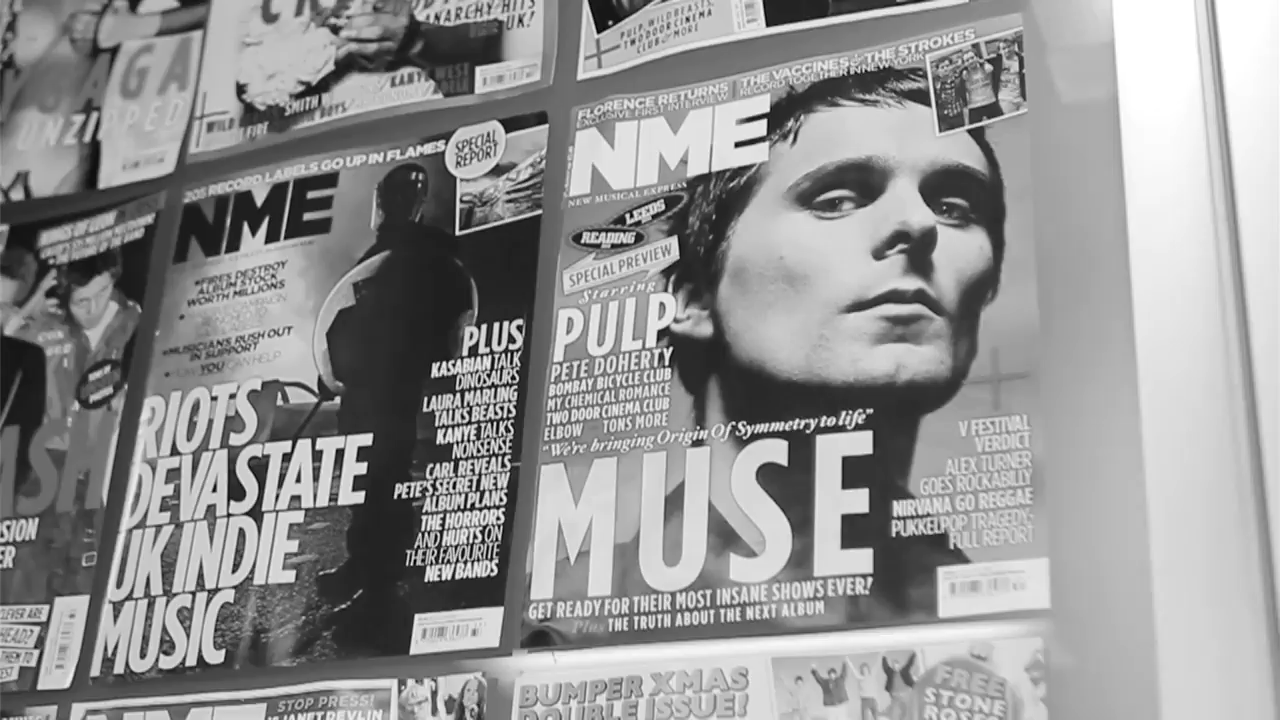 GAGA
UNZIPPED
ANARCHY HITS
UK!
KANYE WEST
SMITH
WILD
FIRE
PULP WILD BEASTS,
TWO DOOR CINEMA
CLUB & MORE
205 RECORD LABELS GO UP IN FLAMES
SPECIAL
REPORT
NME
FIRES DESTROY
ALBUM STOCK
WORTH MILLIONS
MUSICIANS RUSH OUT
IN SUPPORT
YOU CAN HELP
RIOTS
DEVASTATE
UK INDIE
MUSIC
PLUS
KASABIAN TALK
DINOSAURS
LAURA MARLING
TALKS BEASTS
KANYE TALKS
NONSENSE
CARL REVEALS
PETE'S SECRET NEW
ALBUM PLANS
THE HORRORS
AND HURTS ON
THEIR FAVOURITE
NEW BANDS
FLORENCE RETURNS
EXCLUSIVE FIRST INTERVIEW
THE VACCINES & THE STROKES
RECORD TOGETHER IN NEW YORK
NME
NEW MUSICAL EXPRESS
LEEDS
READING
SPECIAL PREVIEW
Starring
PULP
PETE DOHERTY
BOMBAY BICYCLE CLUB
MY CHEMICAL ROMANCE
TWO DOOR CINEMA CLUB
ELBOW TONS MORE
"We're bringing Origin Of Symmetry to life"
MUSE
GET READY FOR THEIR MOST INSANE SHOWS EVER!
Plus THE TRUTH ABOUT THE NEXT ALBUM
V FESTIVAL
VERDICT
ALEX TURNER
GOES ROCKABILLY
NIRVANA GO REGGAE
PUKKELPOP TRAGEDY:
FULL REPORT
STOP PRESS!
JANET DEVLIN
NME
BUMPER XMAS
DOUBLE ISSUE!
FREE
STONE
ROSES